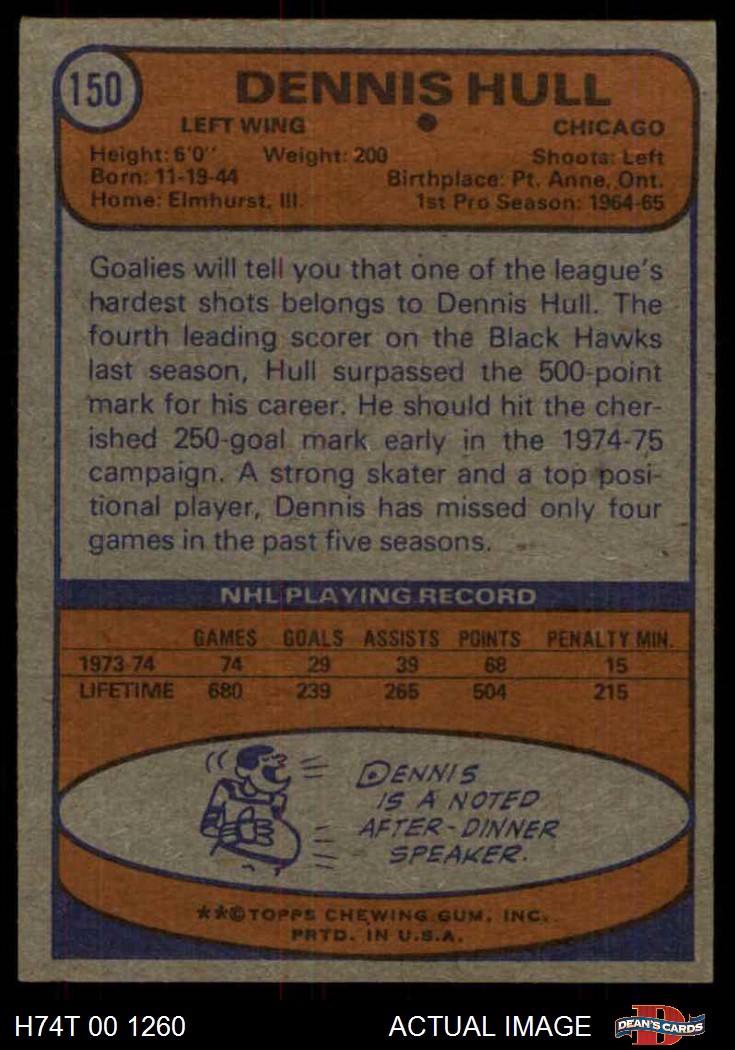 150
DENNIS HULL
LEFT WING
CHICAGO
Height: 6'0" Weight: 200 Shoots: Left
Born: 11-19-44 Birthplace: Pt. Anne, Ont.
Home: Elmhurst, Ill. 1st Pro Season: 1964-65
Goalies will tell you that one of the league's
hardest shots belongs to Dennis Hull. The
fourth leading scorer on the Black Hawks
last season, Hull surpassed the 500-point
mark for his career. He should hit the cher-
ished 250-goal mark early in the 1974-75
campaign. A strong skater and a top posi-
tional player, Dennis has missed only four
games in the past five seasons.
NHL PLAYING RECORD
GAMES GOALS ASSISTS POINTS PENALTY MIN.
1973-74 74 29 39 68 15
LIFETIME 680 239 265 504 215
DENNIS
IS A NOTED
AFTER-DINNER
SPEAKER.
**©TOPPS CHEWING GUM, INC.
PRTD. IN U.S.A.
H74T 00 1260 ACTUAL IMAGE
D
DEAN'S CARDS